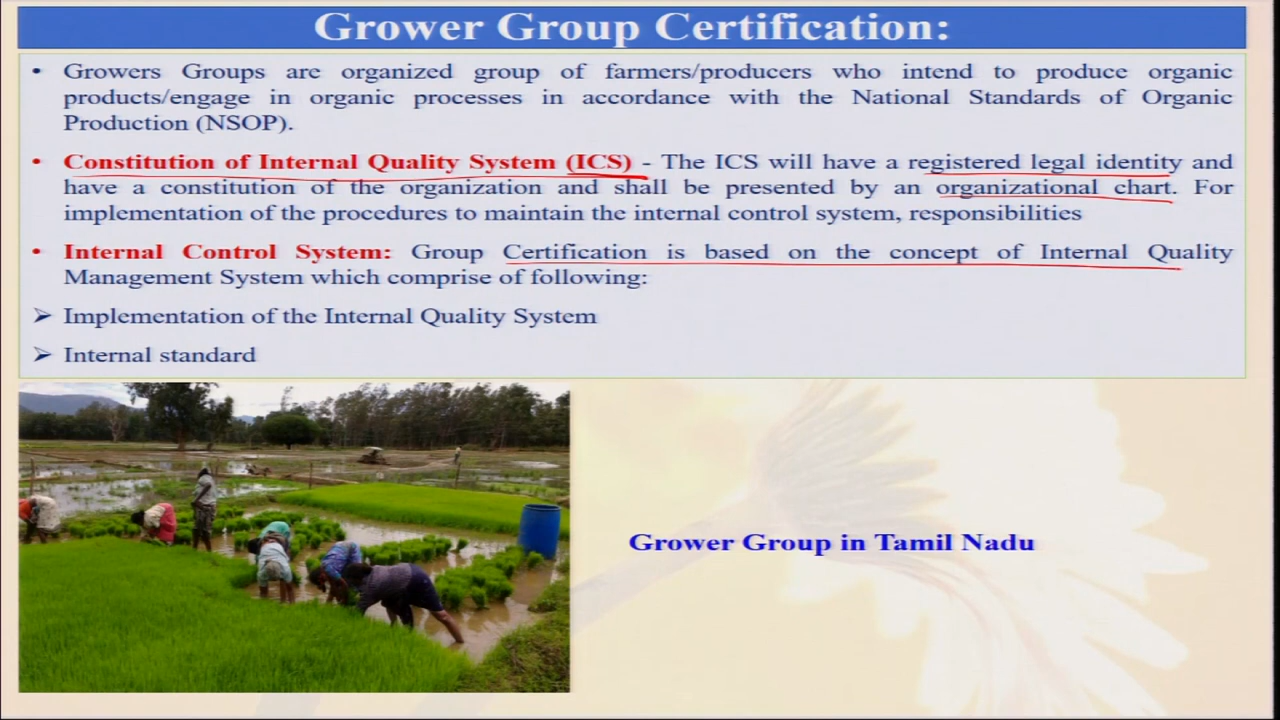 Grower Group Certification:
• Growers Groups are organized group of farmers/producers who intend to produce organic
products/engage in organic processes in accordance with the National Standards of Organic
Production (NSOP).
• Constitution of Internal Quality System (ICS) - The ICS will have a registered legal identity and
have a constitution of the organization and shall be presented by an organizational chart. For
implementation of the procedures to maintain the internal control system, responsibilities
• Internal Control System: Group Certification is based on the concept of Internal Quality
Management System which comprise of following:
➢ Implementation of the Internal Quality System
➢ Internal standard
Grower Group in Tamil Nadu